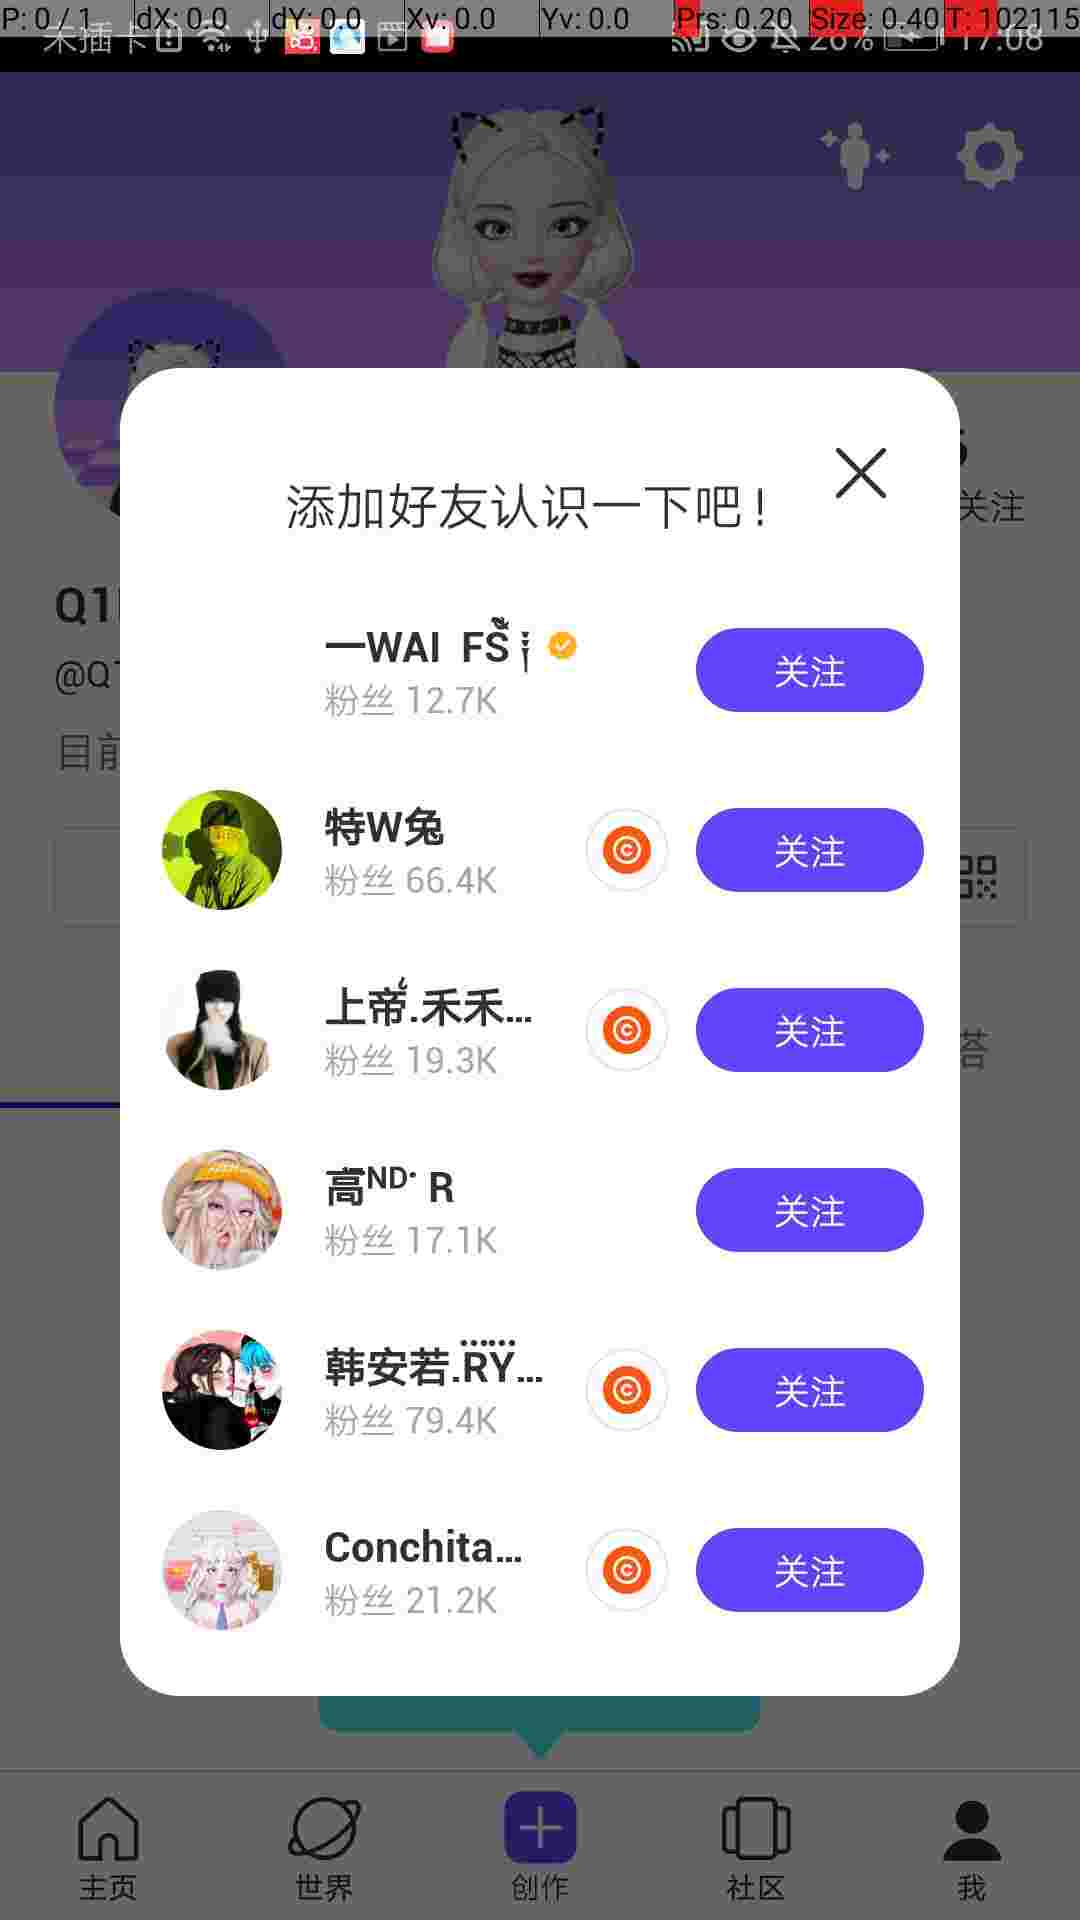 P: 0 / 1 dX: 0.0 dY: 0.0 Xv: 0.0 Yv: 0.0 Prs: 0.20 Size: 0.40 T: 102115
未插卡 26% 17:08
关注
添加好友认识一下吧!
一WAI FS
粉丝 12.7K
关注
特W兔
粉丝 66.4K
关注
上帝.禾禾...
粉丝 19.3K
关注
高ᴺᴰ· R
粉丝 17.1K
关注
韩安若.RY...
粉丝 79.4K
关注
Conchita...
粉丝 21.2K
关注
主页 世界 创作 社区 我